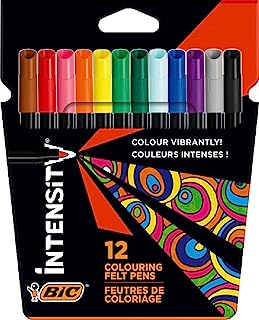 COLOUR VIBRANTLY!
COULEURS INTENSES !
INTENSITY
BIC
12
COLOURING
FELT PENS
FEUTRES DE
COLORIAGE